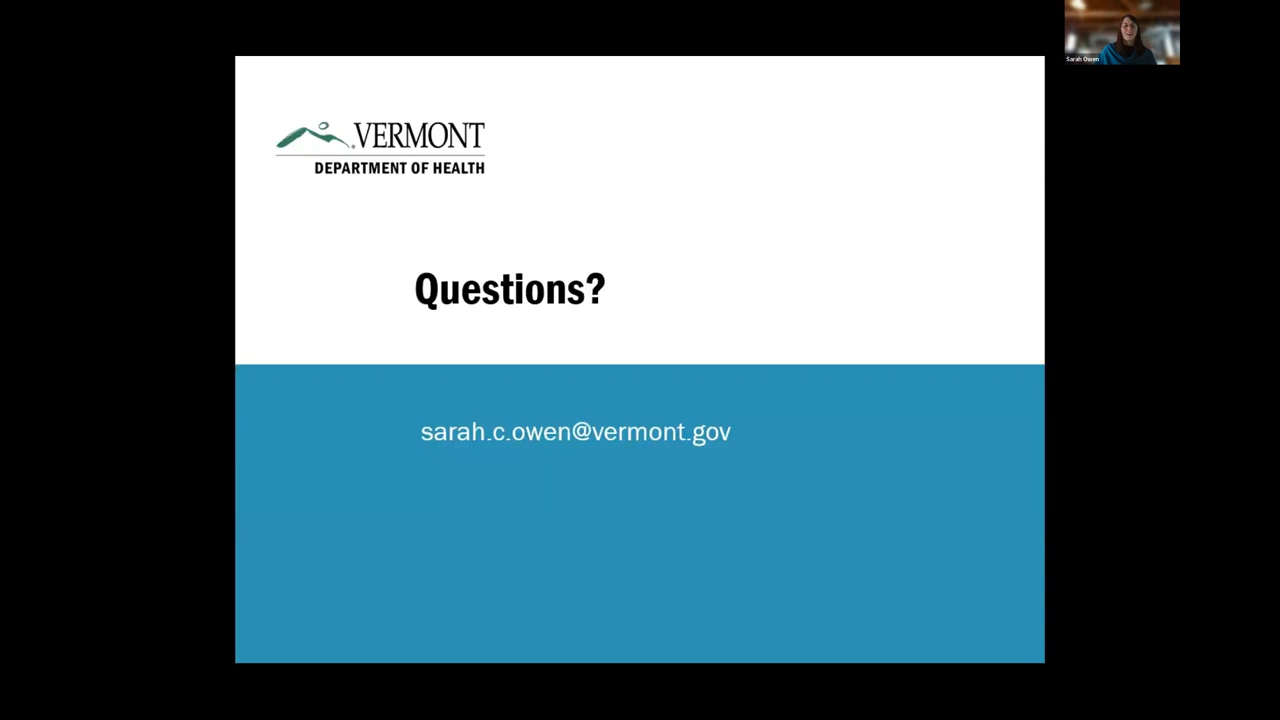 Sarah Owen
VERMONT
DEPARTMENT OF HEALTH
Questions?
sarah.c.owen@vermont.gov